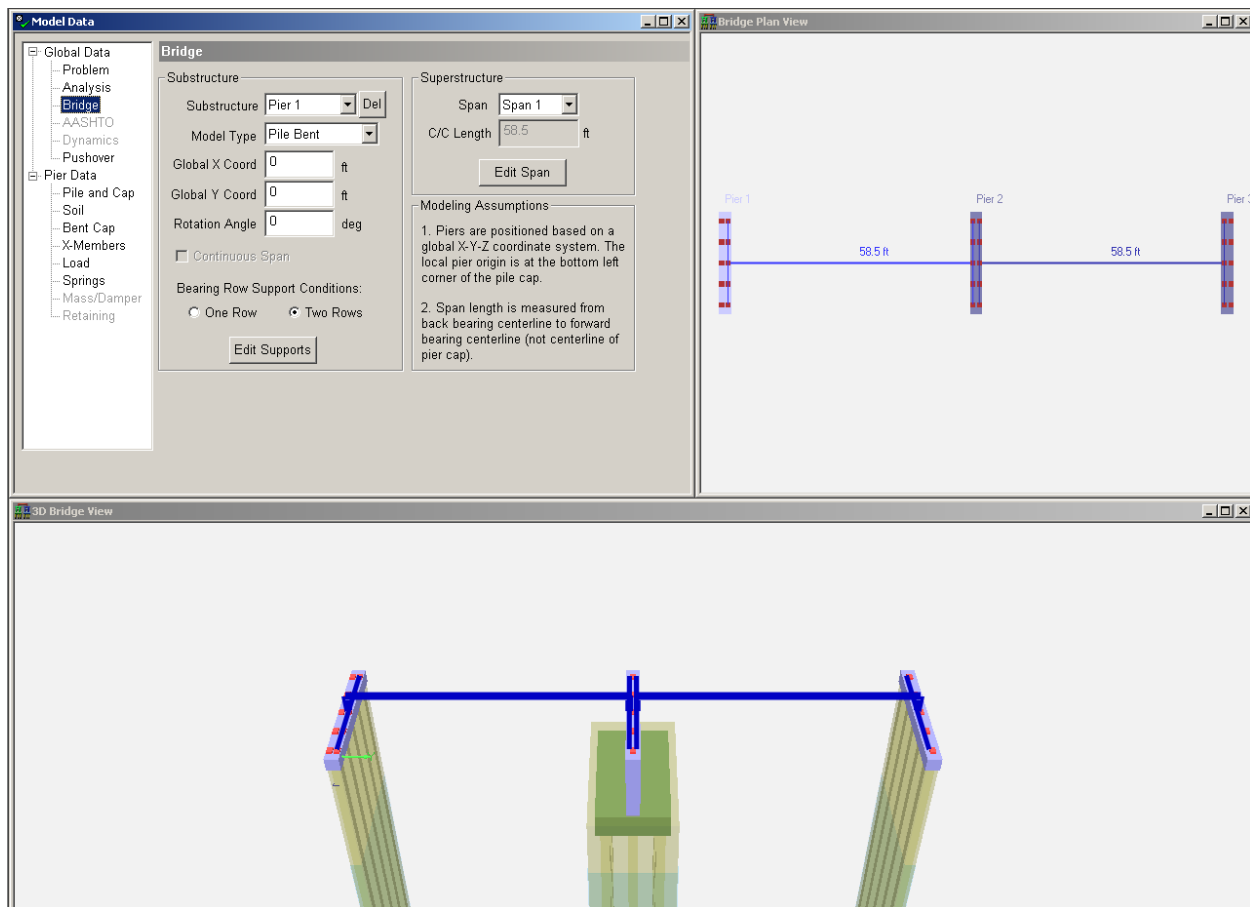 Model Data
Global Data
Problem
Analysis
Bridge
AASHTO
Dynamics
Pushover
Pier Data
Pile and Cap
Soil
Bent Cap
X-Members
Load
Springs
Mass/Damper
Retaining
Bridge
Substructure
Substructure Pier 1 Del
Model Type Pile Bent
Global X Coord 0 ft
Global Y Coord 0 ft
Rotation Angle 0 deg
Continuous Span
Bearing Row Support Conditions:
One Row Two Rows
Edit Supports
Superstructure
Span Span 1
C/C Length 58.5 ft
Edit Span
Modeling Assumptions
1. Piers are positioned based on a
global X-Y-Z coordinate system. The
local pier origin is at the bottom left
corner of the pile cap.
2. Span length is measured from
back bearing centerline to forward
bearing centerline (not centerline of
pier cap).
Bridge Plan View
Pier 1 Pier 2 Pier 3
58.5 ft 58.5 ft
3D Bridge View